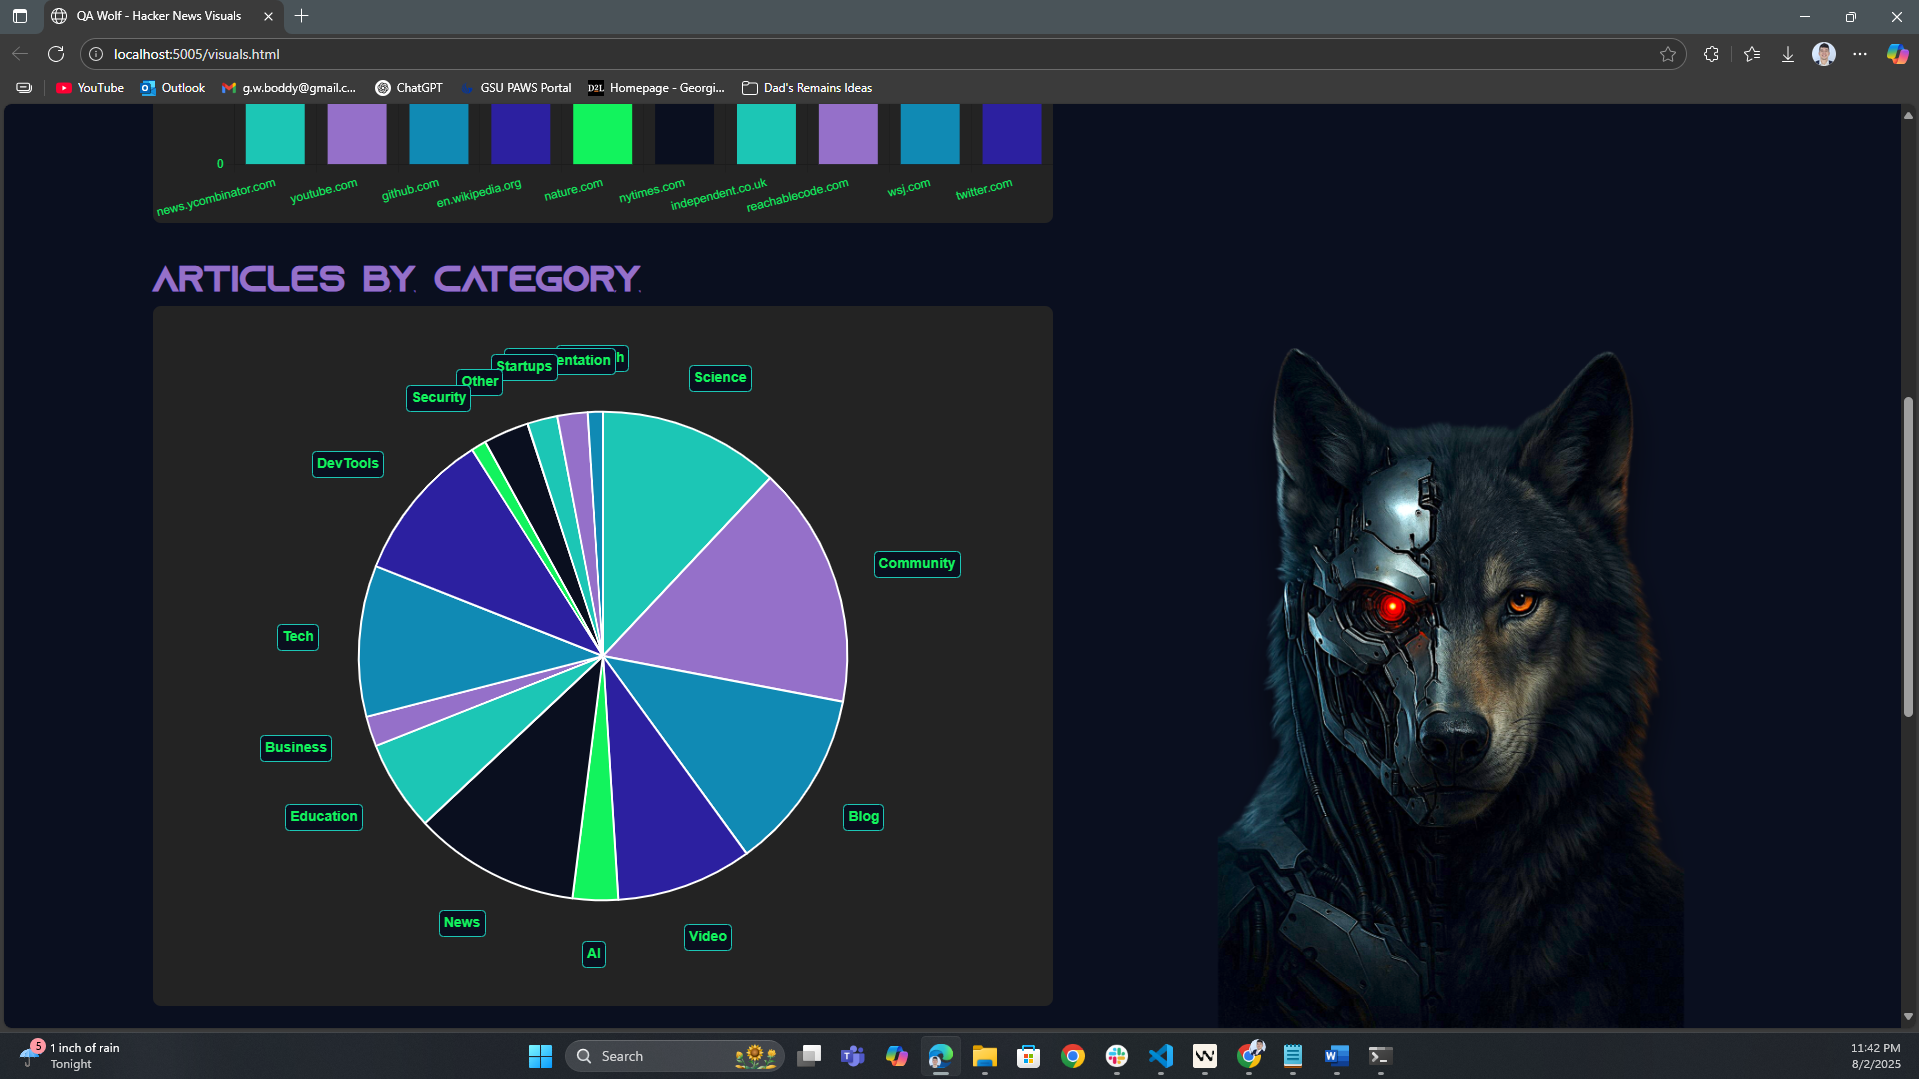 QA Wolf - Hacker News Visuals
localhost:5005/visuals.html
YouTube Outlook g.w.boddy@gmail.c... ChatGPT GSU PAWS Portal D2L Homepage - Georgi... Dad's Remains Ideas
0
news.ycombinator.com youtube.com github.com en.wikipedia.org nature.com nytimes.com independent.co.uk reachablecode.com wsj.com twitter.com
ARTICLES BY CATEGORY
entation h
Startups
Science
Other
Security
DevTools
Community
Tech
Business
Education
Blog
News
Video
AI
5 1 inch of rain
Tonight
Search
11:42 PM
8/2/2025